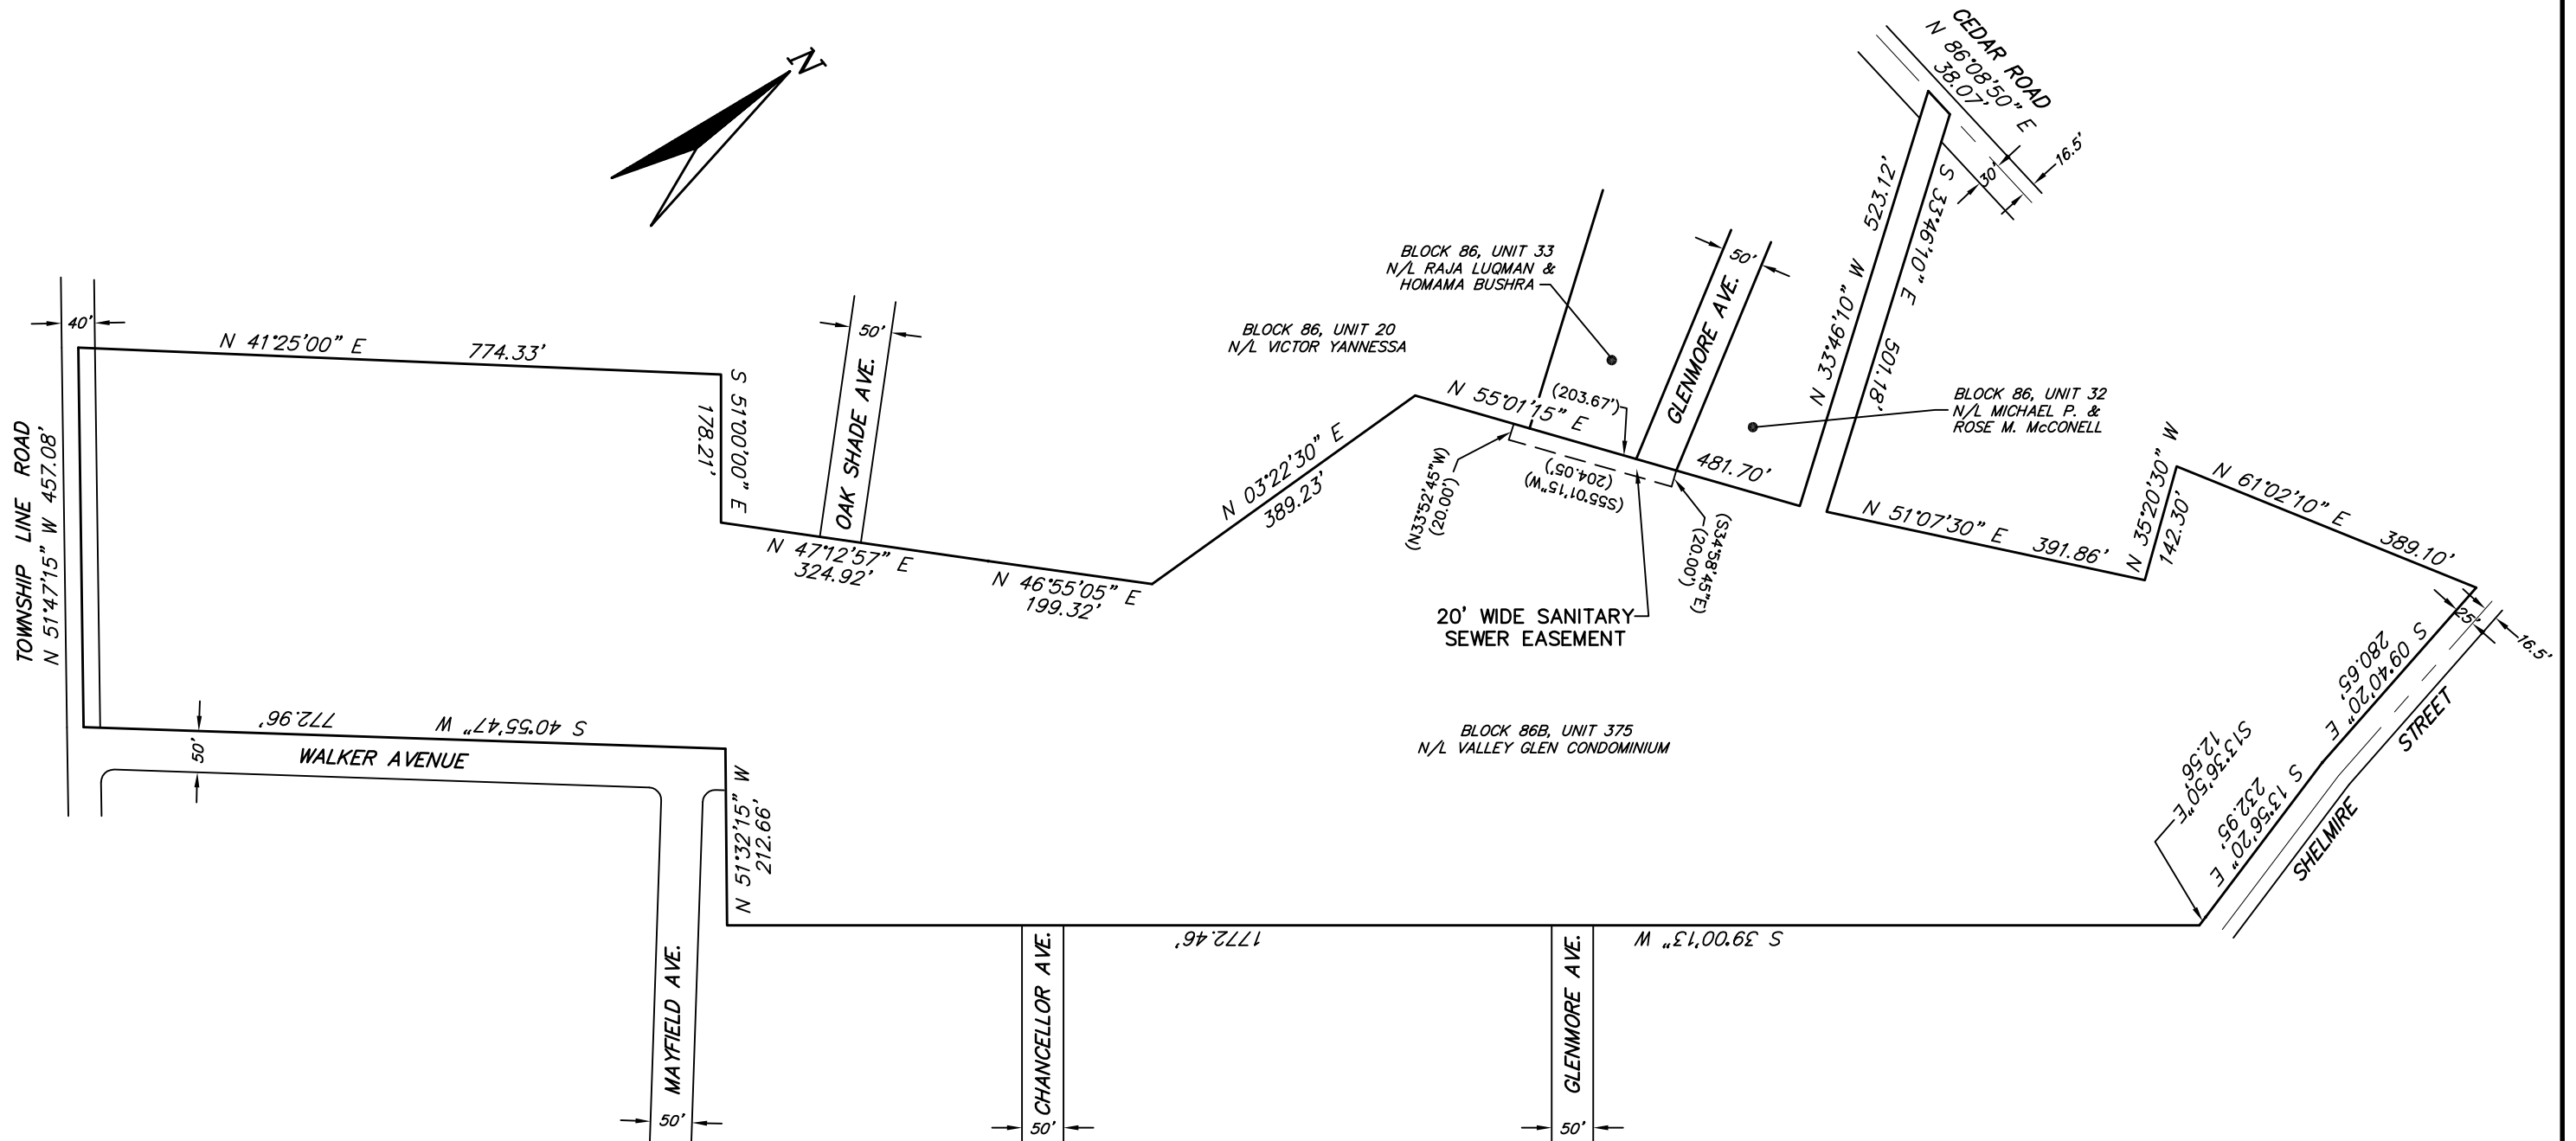 N
CEDAR ROAD
N 86°08'50" E
38.07'
16.5'
30'
523.12'
N 33°46'10" W
S 33°46'10" E
501.18'
BLOCK 86, UNIT 33
N/L RAJA LUQMAN &
HOMAMA BUSHRA
50'
GLENMORE AVE.
BLOCK 86, UNIT 20
N/L VICTOR YANNESSA
40'
N 41°25'00" E
774.33'
50'
OAK SHADE AVE.
S 51°00'00" E
178.21'
TOWNSHIP LINE ROAD
N 51°47'15" W 457.08'
N 47°12'57" E
324.92'
N 46°55'05" E
199.32'
N 03°22'30" E
389.23'
N 55°01'15" E
(203.67')
481.70'
(N33°52'45"W)
(20.00')
(S55°01'15"W)
(204.05')
(S34°58'45"E)
(20.00')
20' WIDE SANITARY
SEWER EASEMENT
BLOCK 86, UNIT 32
N/L MICHAEL P. &
ROSE M. McCONELL
N 51°07'30" E
391.86'
N 35°20'30" W
142.30'
N 61°02'10" E
389.10'
25'
16.5'
S 09°40'20" E
280.65'
SHELMIRE STREET
S13°36'50"E
12.56'
S 13°56'20" E
232.95'
BLOCK 86B, UNIT 375
N/L VALLEY GLEN CONDOMINIUM
S 40°55'47" W
772.96'
50'
WALKER AVENUE
N 51°32'15" W
212.66'
S 39°00'13" W
1772.46'
MAYFIELD AVE.
50'
CHANCELLOR AVE.
50'
GLENMORE AVE.
50'